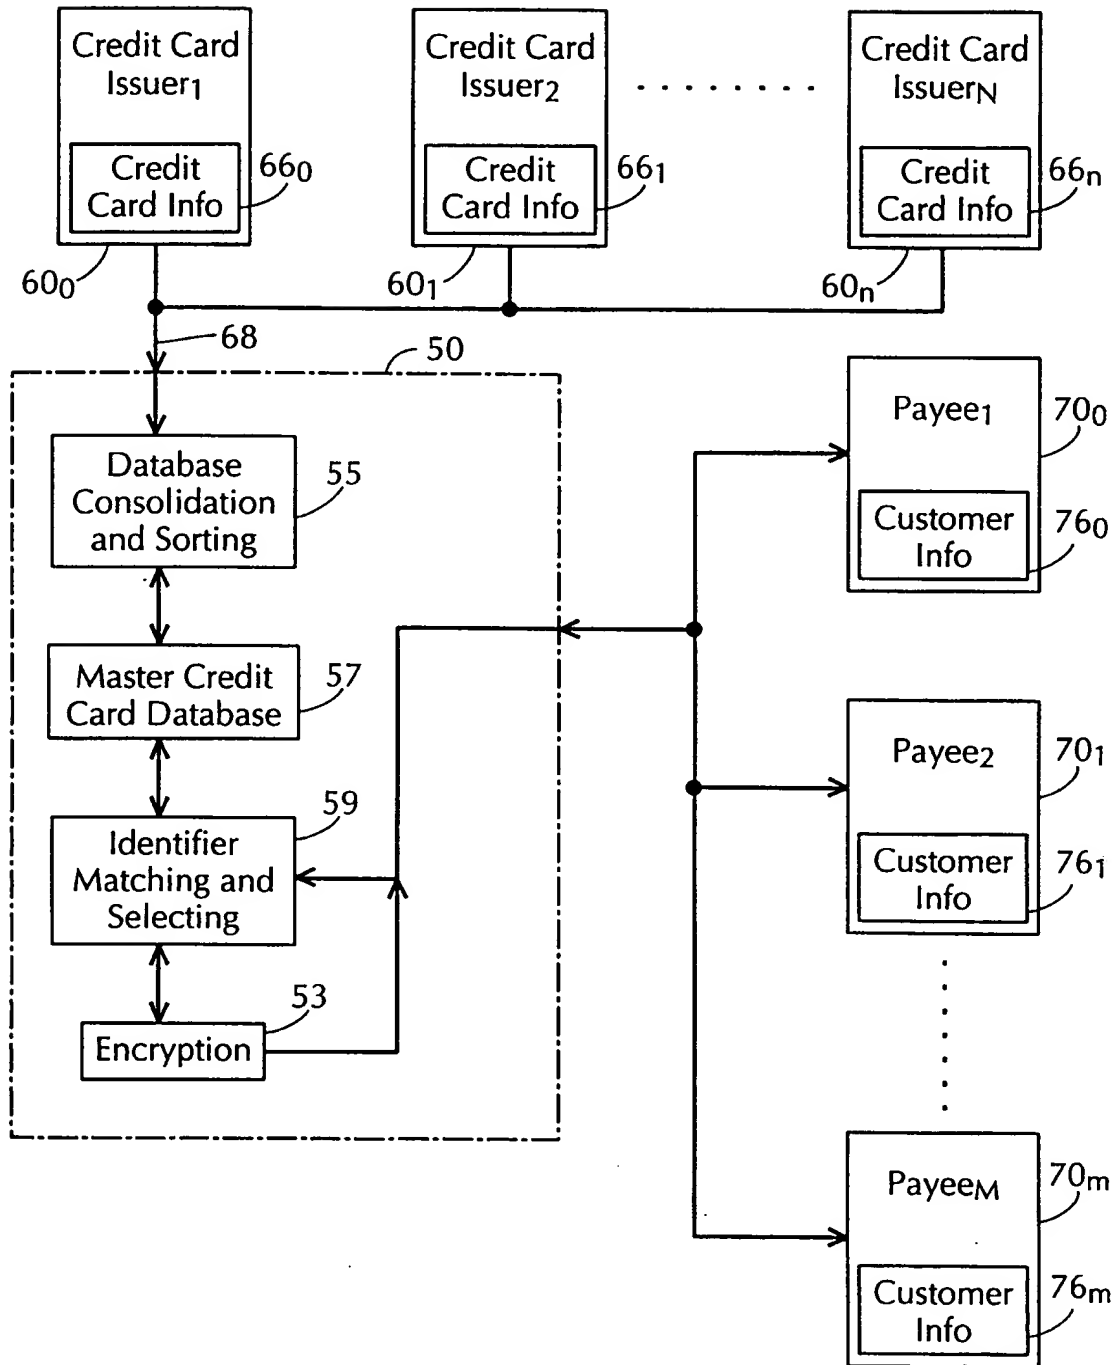 Credit Card
Issuer₁
Credit Card
Issuer₂
Credit Card
Issuer_N
Credit
Card Info
66₀
Credit
Card Info
66₁
Credit
Card Info
66ₙ
60₀
60₁
60ₙ
68
50
Database
Consolidation
and Sorting
55
Master Credit
Card Database
57
Identifier
Matching and
Selecting
59
Encryption
53
Payee₁
70₀
Customer
Info
76₀
Payee₂
70₁
Customer
Info
76₁
Payee_M
70ₘ
Customer
Info
76ₘ